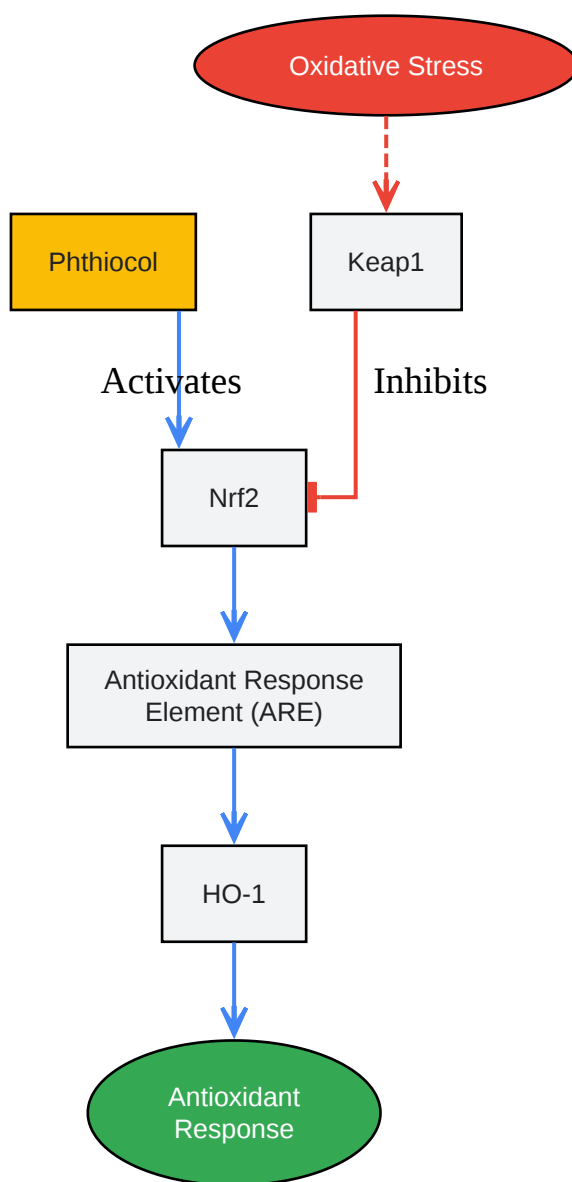 Oxidative Stress
Phthiocol
Keap1
Activates
Inhibits
Nrf2
Antioxidant Response
Element (ARE)
HO-1
Antioxidant
Response